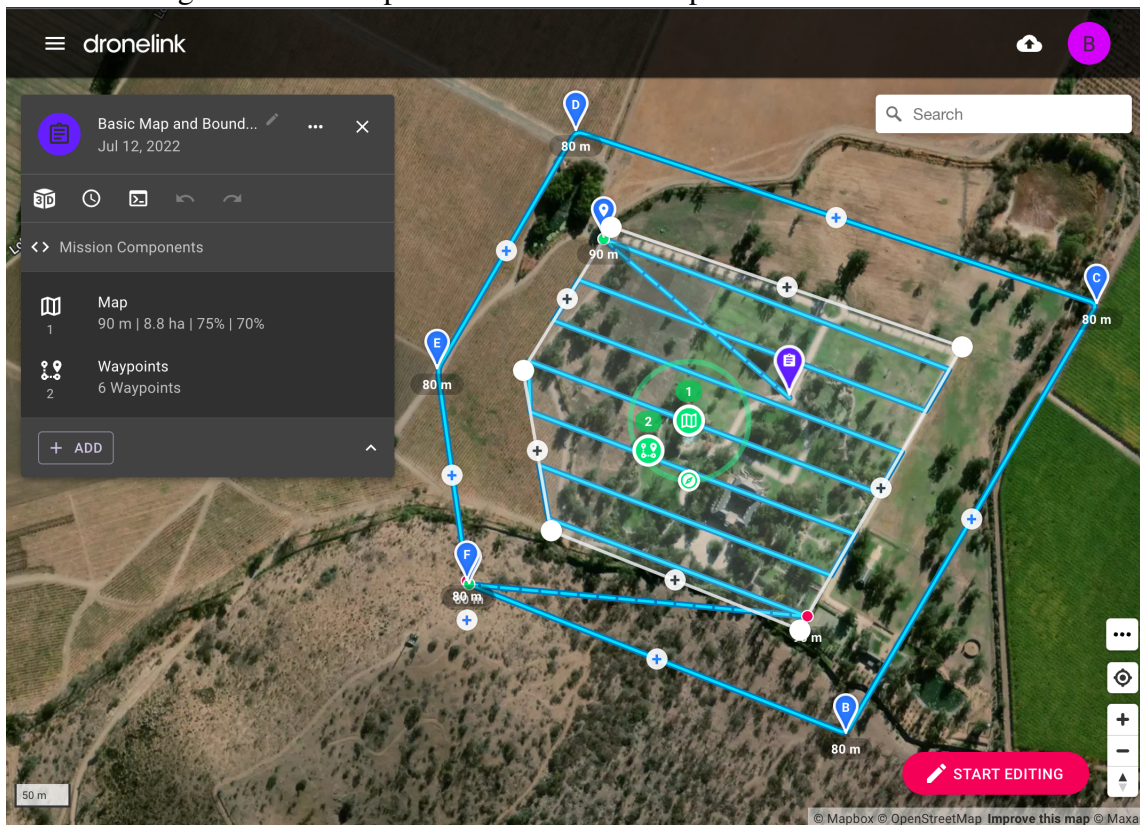 dronelink
B
Basic Map and Bound...
Jul 12, 2022
Search
3D
Mission Components
Map
90 m | 8.8 ha | 75% | 70%
1
Waypoints
6 Waypoints
2
+ ADD
D
80 m
90 m
C
80 m
E
80 m
1
2
F
80 m
B
80 m
START EDITING
50 m
© Mapbox © OpenStreetMap Improve this map © Maxa